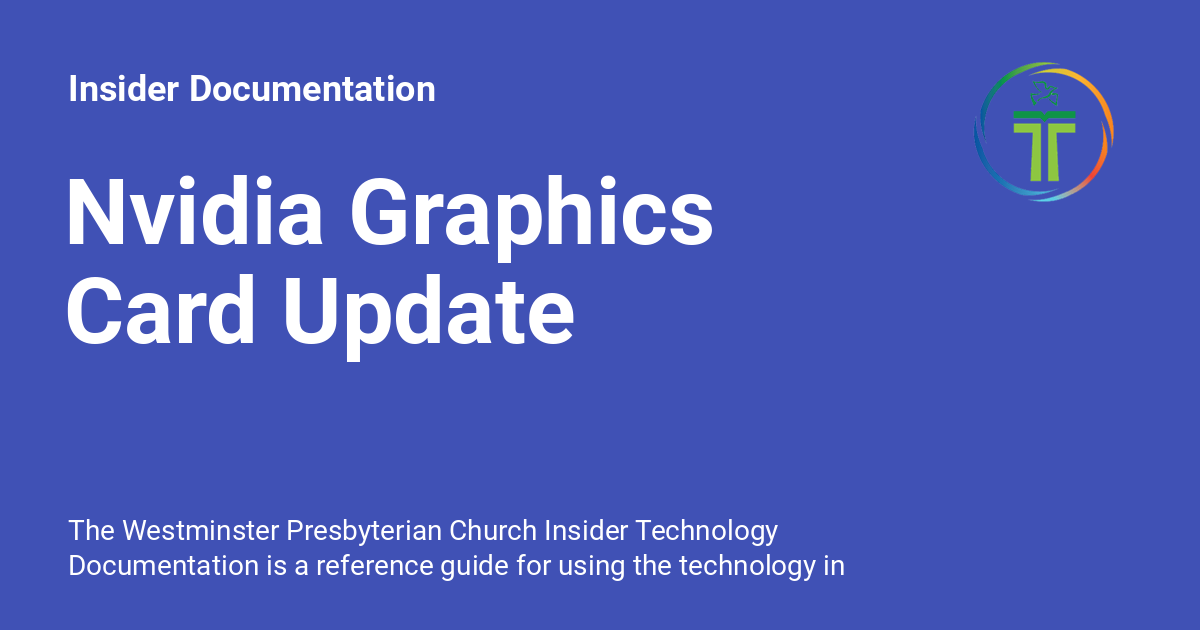 Insider Documentation
Nvidia Graphics
Card Update
The Westminster Presbyterian Church Insider Technology
Documentation is a reference guide for using the technology in